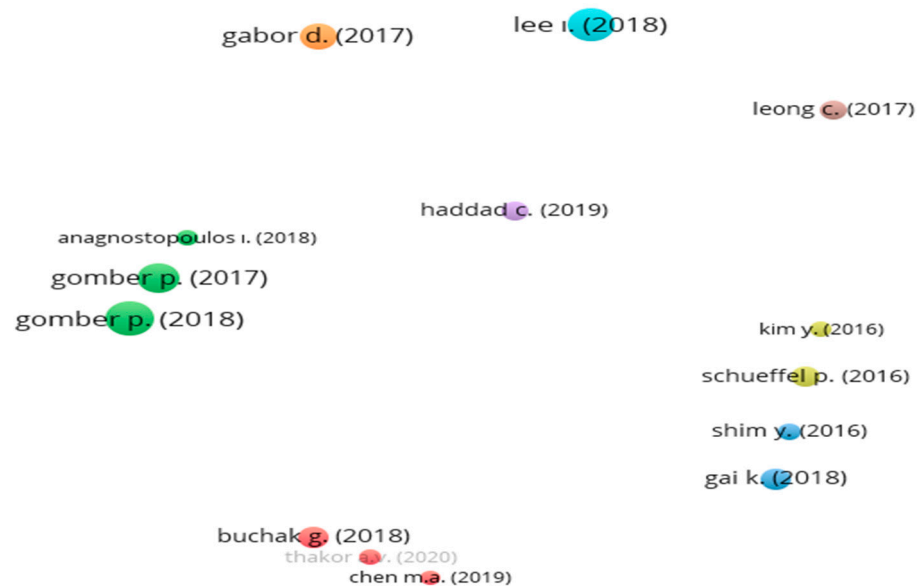 gabor d. (2017)
lee ı. (2018)
leong c. (2017)
haddad c. (2019)
anagnostopoulos ı. (2018)
gomber p. (2017)
gomber p. (2018)
kim y. (2016)
schueffel p. (2016)
shim y. (2016)
gai k. (2018)
buchak g. (2018)
thakor a.v. (2020)
chen m.a. (2019)